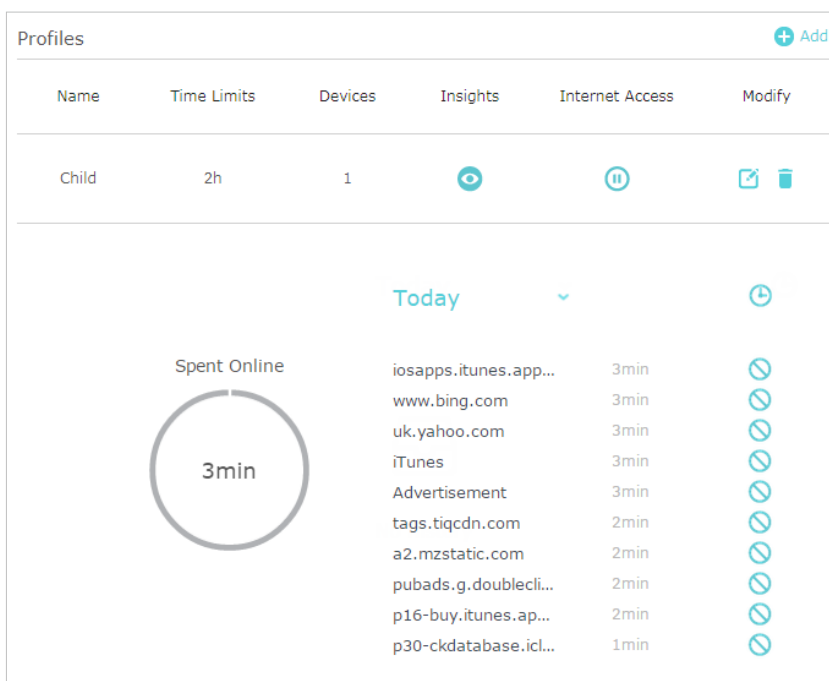 Profiles Add
Name Time Limits Devices Insights Internet Access Modify
Child 2h 1
Today
Spent Online
iosapps.itunes.app... 3min
www.bing.com 3min
uk.yahoo.com 3min
iTunes 3min
3min
Advertisement 3min
tags.tiqcdn.com 2min
a2.mzstatic.com 2min
pubads.g.doublecli... 2min
p16-buy.itunes.ap... 2min
p30-ckdatabase.icl... 1min